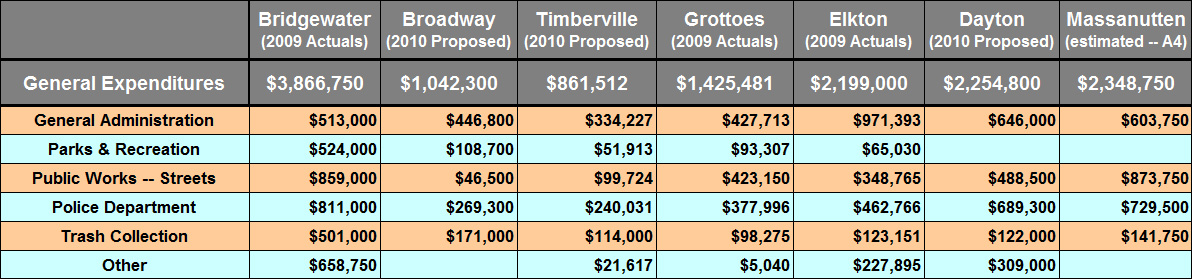 Bridgewater Broadway Timberville Grottoes Elkton Dayton Massanutten
(2009 Actuals) (2010 Proposed) (2010 Proposed) (2009 Actuals) (2009 Actuals) (2010 Proposed) (estimated -- A4)
General Expenditures $3,866,750 $1,042,300 $861,512 $1,425,481 $2,199,000 $2,254,800 $2,348,750
General Administration $513,000 $446,800 $334,227 $427,713 $971,393 $646,000 $603,750
Parks & Recreation $524,000 $108,700 $51,913 $93,307 $65,030
Public Works -- Streets $859,000 $46,500 $99,724 $423,150 $348,765 $488,500 $873,750
Police Department $811,000 $269,300 $240,031 $377,996 $462,766 $689,300 $729,500
Trash Collection $501,000 $171,000 $114,000 $98,275 $123,151 $122,000 $141,750
Other $658,750 $21,617 $5,040 $227,895 $309,000